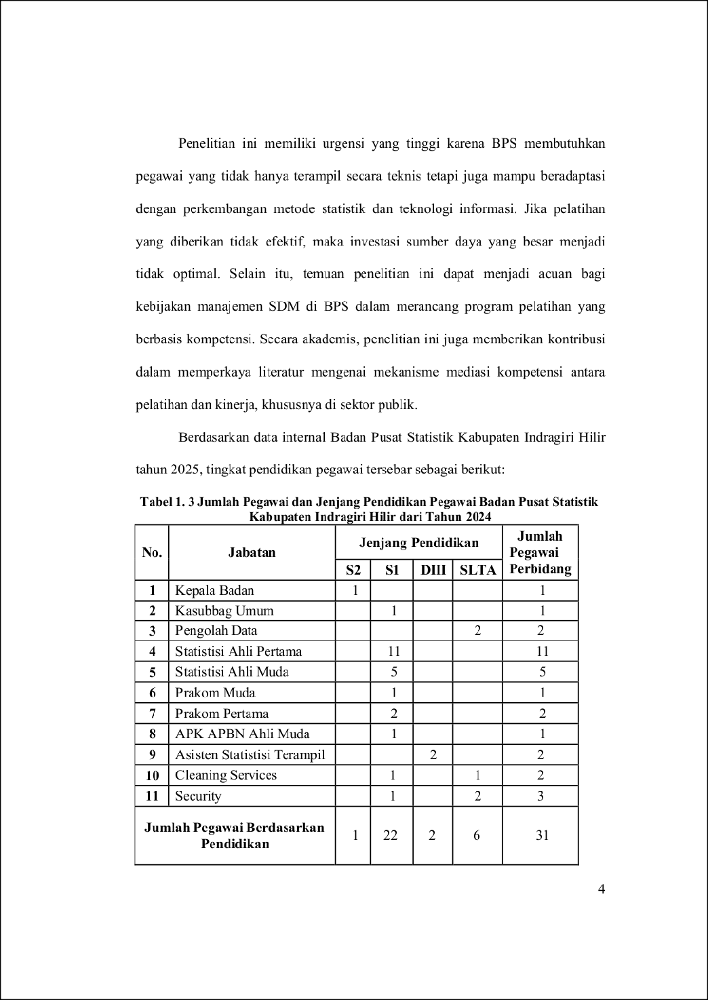 Penelitian ini memiliki urgensi yang tinggi karena BPS membutuhkan
pegawai yang tidak hanya terampil secara teknis tetapi juga mampu beradaptasi
dengan perkembangan metode statistik dan teknologi informasi. Jika pelatihan
yang diberikan tidak efektif, maka investasi sumber daya yang besar menjadi
tidak optimal. Selain itu, temuan penelitian ini dapat menjadi acuan bagi
kebijakan manajemen SDM di BPS dalam merancang program pelatihan yang
berbasis kompetensi. Secara akademis, penelitian ini juga memberikan kontribusi
dalam memperkaya literatur mengenai mekanisme mediasi kompetensi antara
pelatihan dan kinerja, khususnya di sektor publik.
Berdasarkan data internal Badan Pusat Statistik Kabupaten Indragiri Hilir
tahun 2025, tingkat pendidikan pegawai tersebar sebagai berikut:
Tabel 1. 3 Jumlah Pegawai dan Jenjang Pendidikan Pegawai Badan Pusat Statistik
Kabupaten Indragiri Hilir dari Tahun 2024
No. Jabatan Jenjang Pendidikan Jumlah Pegawai Perbidang
S2 S1 DIII SLTA
1 Kepala Badan 1 1
2 Kasubbag Umum 1 1
3 Pengolah Data 2 2
4 Statistisi Ahli Pertama 11 11
5 Statistisi Ahli Muda 5 5
6 Prakom Muda 1 1
7 Prakom Pertama 2 2
8 APK APBN Ahli Muda 1 1
9 Asisten Statistisi Terampil 2 2
10 Cleaning Services 1 1 2
11 Security 1 2 3
Jumlah Pegawai Berdasarkan
Pendidikan 1 22 2 6 31
4